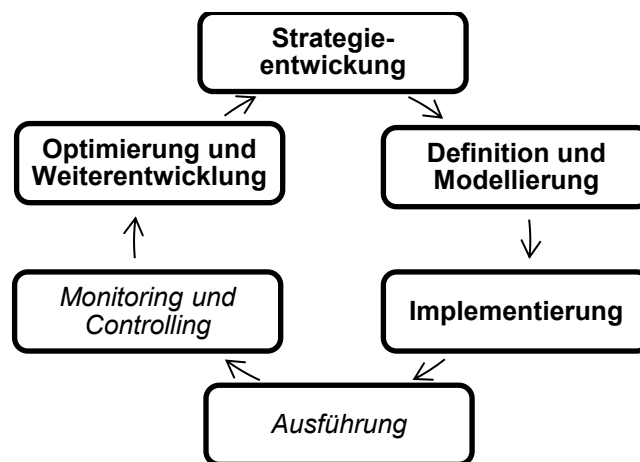 Strategie-
entwickung
Optimierung und
Weiterentwicklung
Definition und
Modellierung
Monitoring und
Controlling
Implementierung
Ausführung